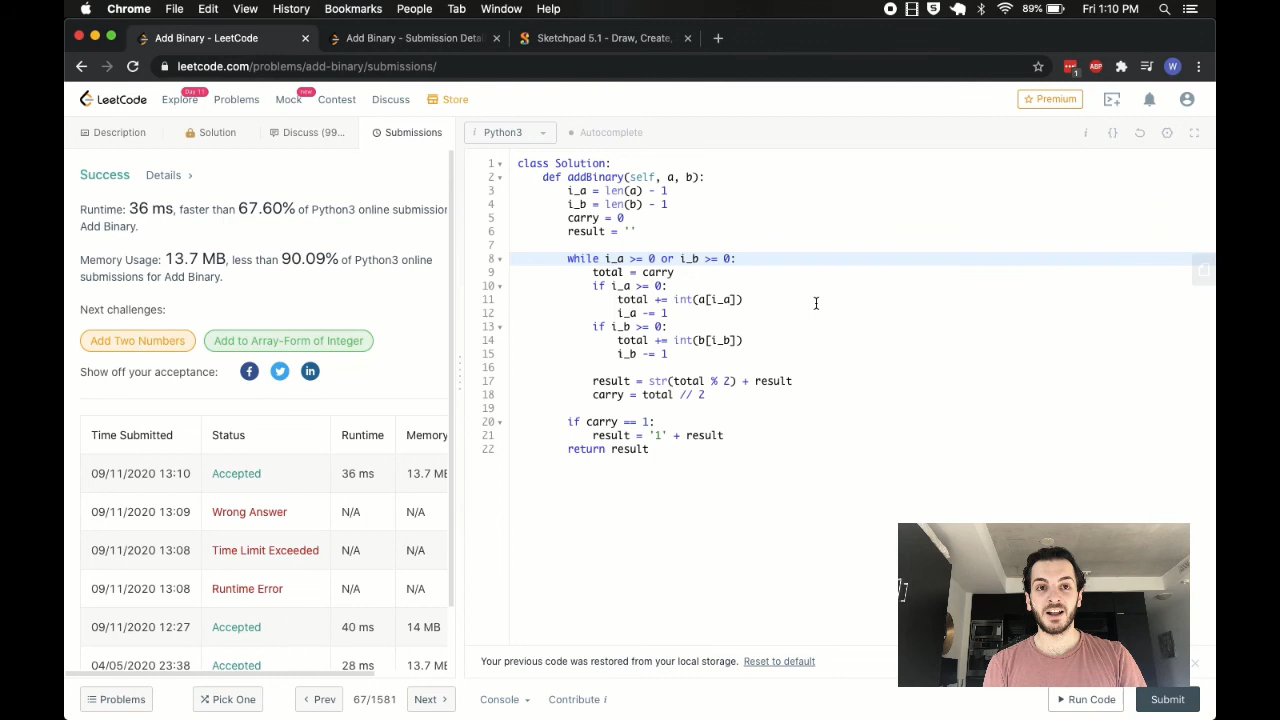 Chrome File Edit View History Bookmarks People Tab Window Help 89% Fri 1:10 PM
Add Binary - LeetCode Add Binary - Submission Detai Sketchpad 5.1 - Draw, Create,
leetcode.com/problems/add-binary/submissions/
LeetCode Explore Day 11 Problems Mock new Contest Discuss Store Premium
Description Solution Discuss (99... Submissions
i Python3 Autocomplete i {}
Success Details ›
Runtime: 36 ms, faster than 67.60% of Python3 online submission
Add Binary.
Memory Usage: 13.7 MB, less than 90.09% of Python3 online
submissions for Add Binary.
Next challenges:
Add Two Numbers Add to Array-Form of Integer
Show off your acceptance:
Time Submitted Status Runtime Memory
09/11/2020 13:10 Accepted 36 ms 13.7 MB
09/11/2020 13:09 Wrong Answer N/A N/A
09/11/2020 13:08 Time Limit Exceeded N/A N/A
09/11/2020 13:08 Runtime Error N/A N/A
09/11/2020 12:27 Accepted 40 ms 14 MB
04/05/2020 23:38 Accepted 28 ms 13.7 MB
1 class Solution:
2 def addBinary(self, a, b):
3 i_a = len(a) - 1
4 i_b = len(b) - 1
5 carry = 0
6 result = ''
7
8 while i_a >= 0 or i_b >= 0:
9 total = carry
10 if i_a >= 0:
11 total += int(a[i_a])
12 i_a -= 1
13 if i_b >= 0:
14 total += int(b[i_b])
15 i_b -= 1
16
17 result = str(total % 2) + result
18 carry = total // 2
19
20 if carry == 1:
21 result = '1' + result
22 return result
Your previous code was restored from your local storage. Reset to default
Problems Pick One ‹ Prev 67/1581 Next ›
Console Contribute i Run Code Submit